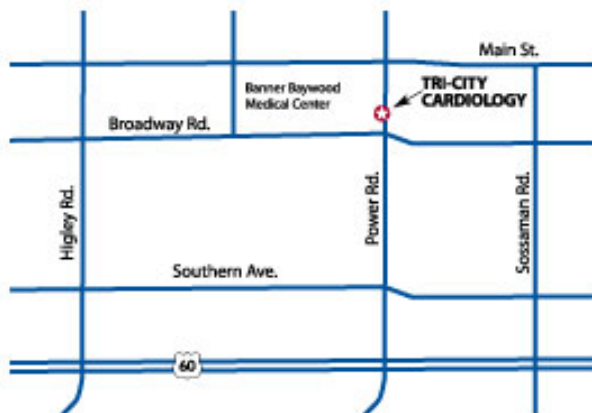 Main St.
TRI-CITY
CARDIOLOGY
Banner Baywood
Medical Center
Broadway Rd.
Higley Rd.
Power Rd.
Sossaman Rd.
Southern Ave.
60